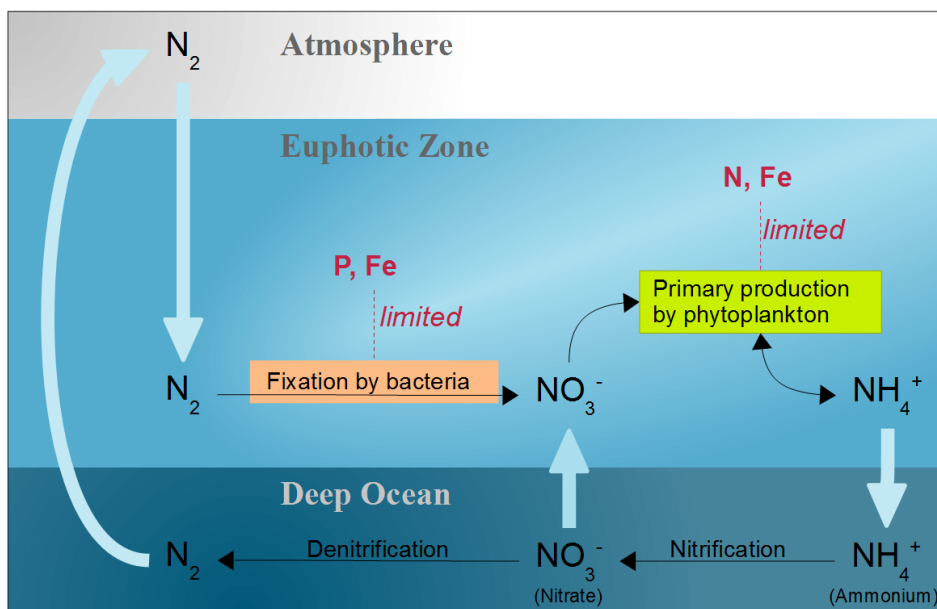 N₂
Atmosphere
Euphotic Zone
N, Fe
limited
P, Fe
limited
Primary production
by phytoplankton
N₂
Fixation by bacteria
NO₃⁻
NH₄⁺
Deep Ocean
N₂
Denitrification
NO₃⁻
(Nitrate)
Nitrification
NH₄⁺
(Ammonium)